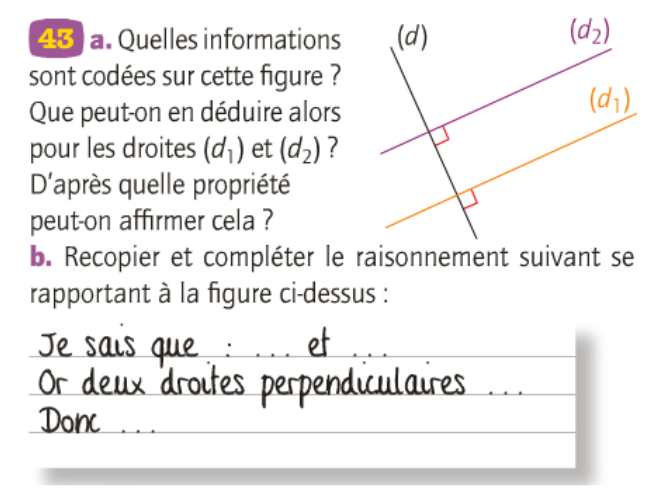 43 a. Quelles informations
sont codées sur cette figure ?
Que peut-on en déduire alors
pour les droites (d₁) et (d₂) ?
D'après quelle propriété
peut-on affirmer cela ?
(d)
(d₂)
(d₁)
b. Recopier et compléter le raisonnement suivant se
rapportant à la figure ci-dessus :
Je sais que : ... et ...
Or deux droites perpendiculaires ...
Donc ...